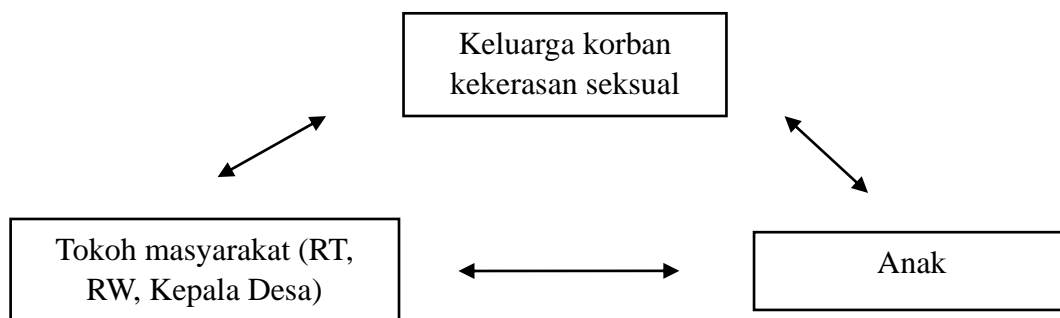 Keluarga korban
kekerasan seksual
Tokoh masyarakat (RT,
RW, Kepala Desa)
Anak